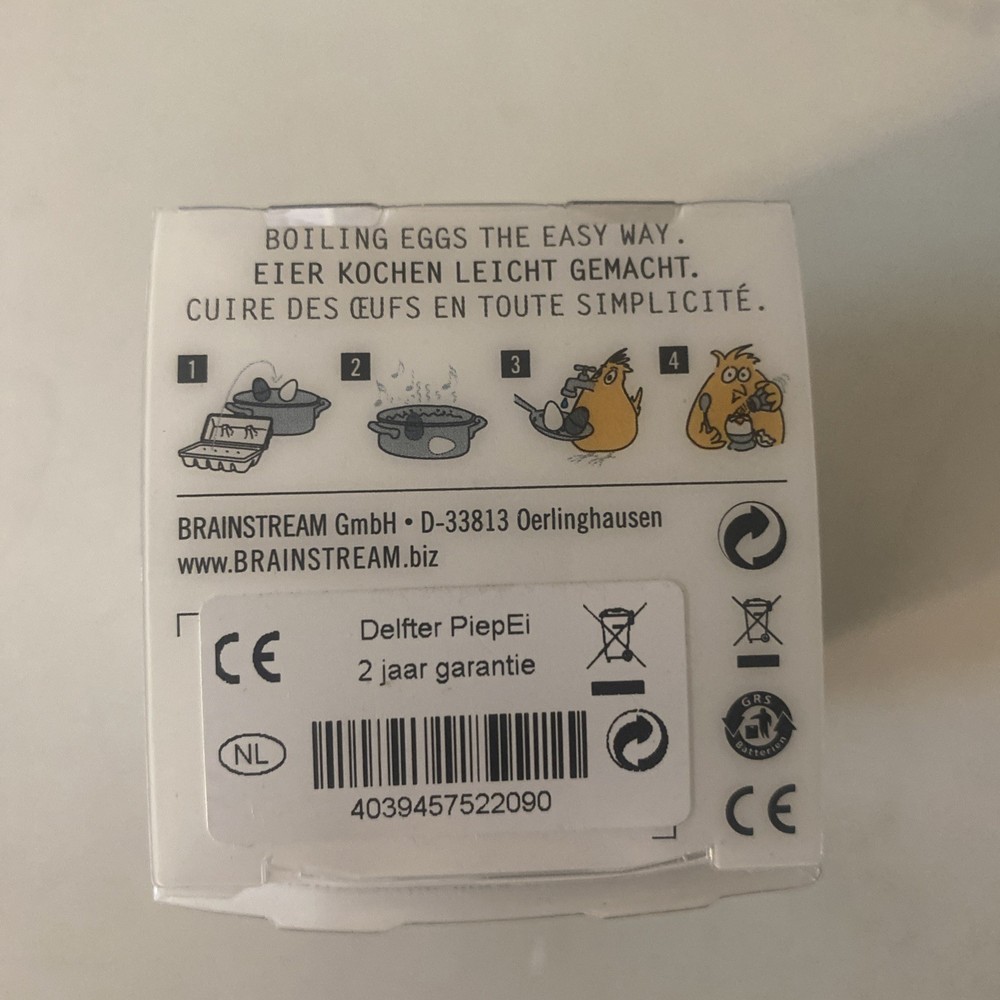 BOILING EGGS THE EASY WAY.
EIER KOCHEN LEICHT GEMACHT.
CUIRE DES ŒUFS EN TOUTE SIMPLICITÉ.
1 2 3 4
BRAINSTREAM GmbH • D-33813 Oerlinghausen
www.BRAINSTREAM.biz
CE
Delfter PiepEi
2 jaar garantie
NL
4039457522090
GRS
Batterien
CE